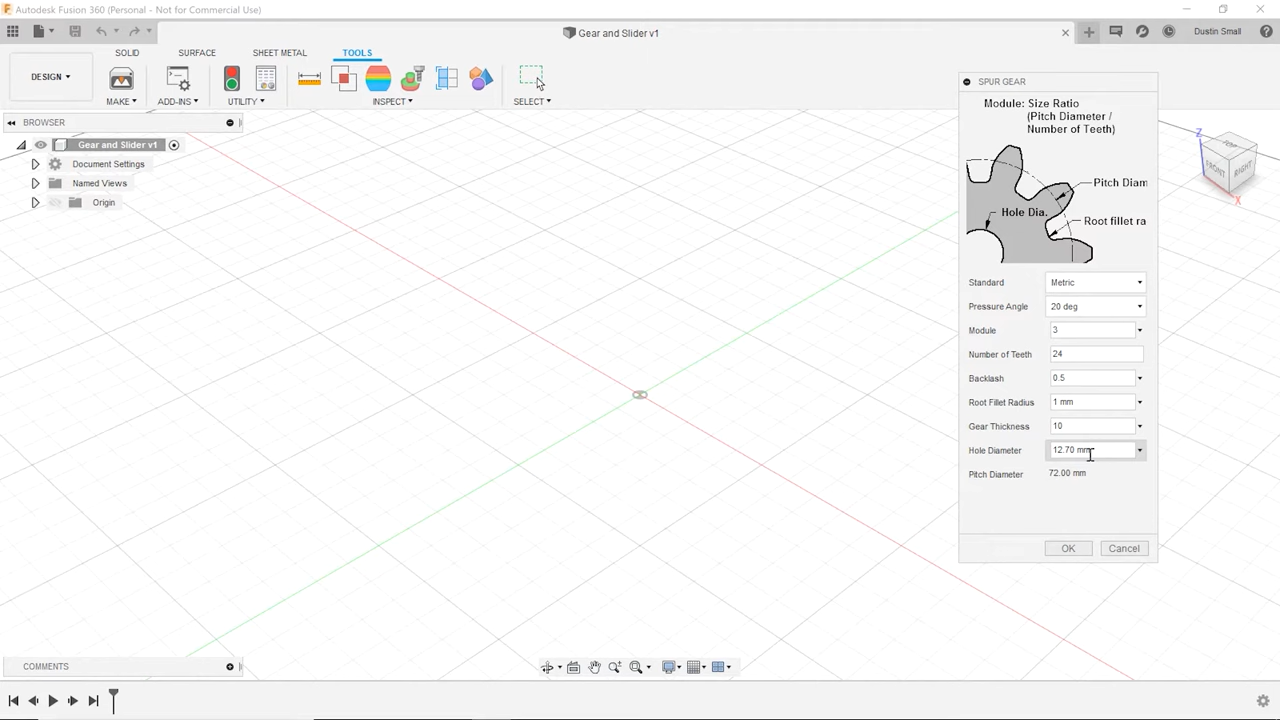 Autodesk Fusion 360 (Personal - Not for Commercial Use)
Gear and Slider v1
Dustin Small
DESIGN
SOLID
SURFACE
SHEET METAL
TOOLS
MAKE
ADD-INS
UTILITY
INSPECT
SELECT
BROWSER
Gear and Slider v1
Document Settings
Named Views
Origin
Z
TOP
FRONT
RIGHT
X
SPUR GEAR
Module: Size Ratio
(Pitch Diameter /
Number of Teeth)
Pitch Diam
Hole Dia.
Root fillet ra
Standard Metric
Pressure Angle 20 deg
Module 3
Number of Teeth 24
Backlash 0.5
Root Fillet Radius 1 mm
Gear Thickness 10
Hole Diameter 12.70 mm
Pitch Diameter 72.00 mm
OK Cancel
COMMENTS